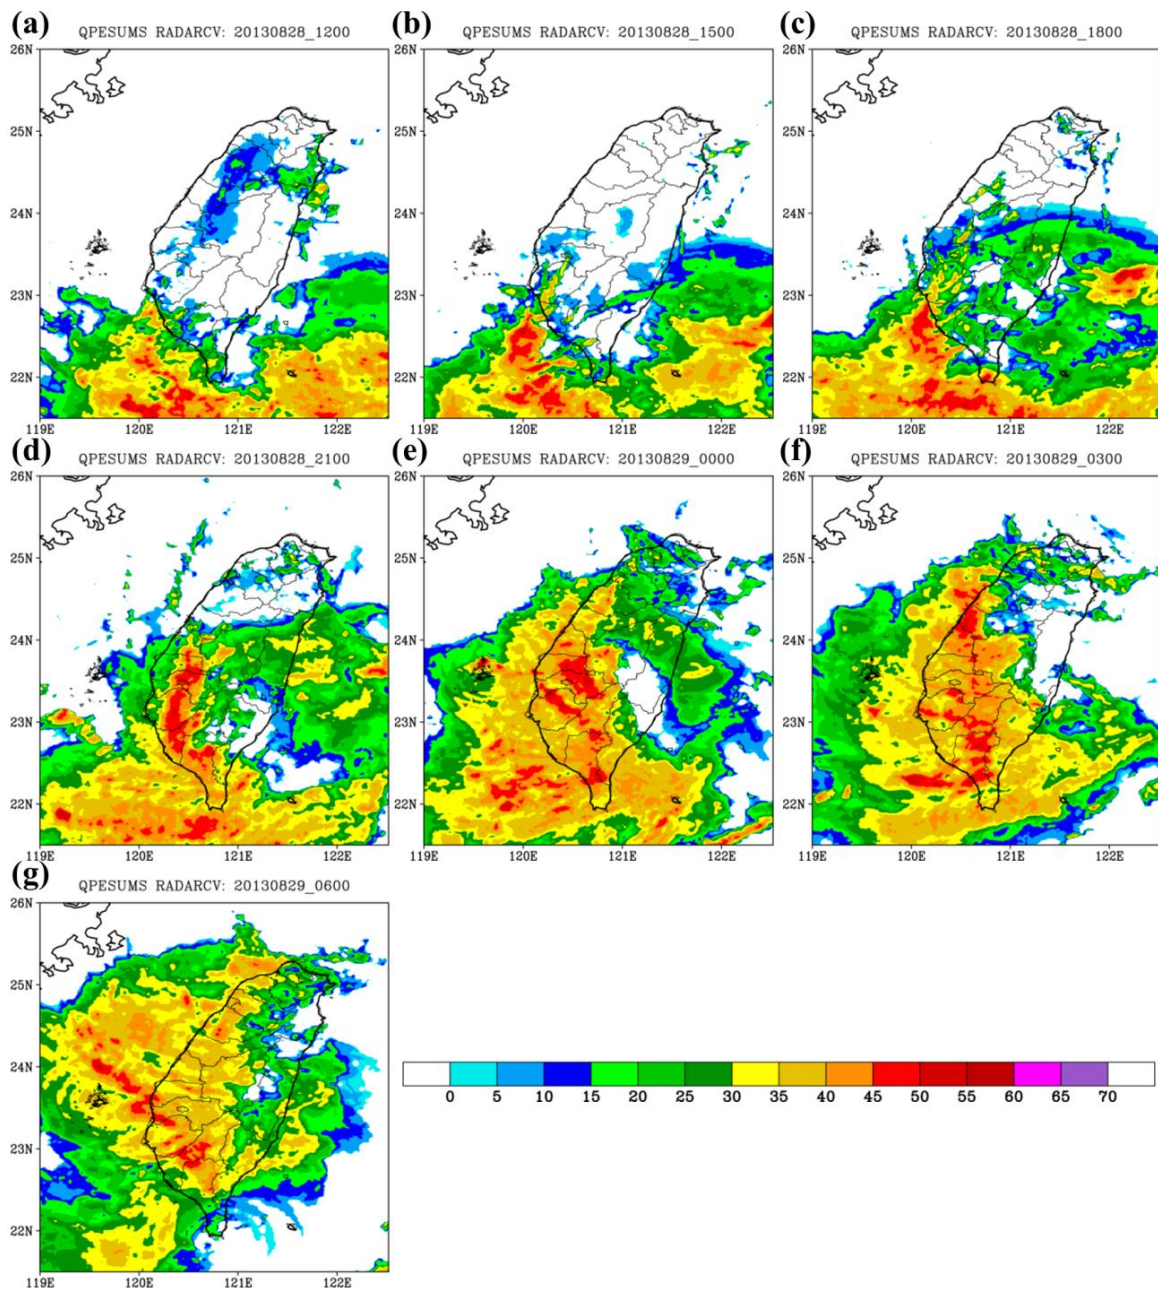 (a) QPESUMS RADARCV: 20130828_1200
26N
25N
24N
23N
22N
119E 120E 121E 122E
(b) QPESUMS RADARCV: 20130828_1500
26N
25N
24N
23N
22N
119E 120E 121E 122E
(c) QPESUMS RADARCV: 20130828_1800
26N
25N
24N
23N
22N
119E 120E 121E 122E
(d) QPESUMS RADARCV: 20130828_2100
26N
25N
24N
23N
22N
119E 120E 121E 122E
(e) QPESUMS RADARCV: 20130829_0000
26N
25N
24N
23N
22N
119E 120E 121E 122E
(f) QPESUMS RADARCV: 20130829_0300
26N
25N
24N
23N
22N
119E 120E 121E 122E
(g) QPESUMS RADARCV: 20130829_0600
26N
25N
24N
23N
22N
119E 120E 121E 122E
0 5 10 15 20 25 30 35 40 45 50 55 60 65 70